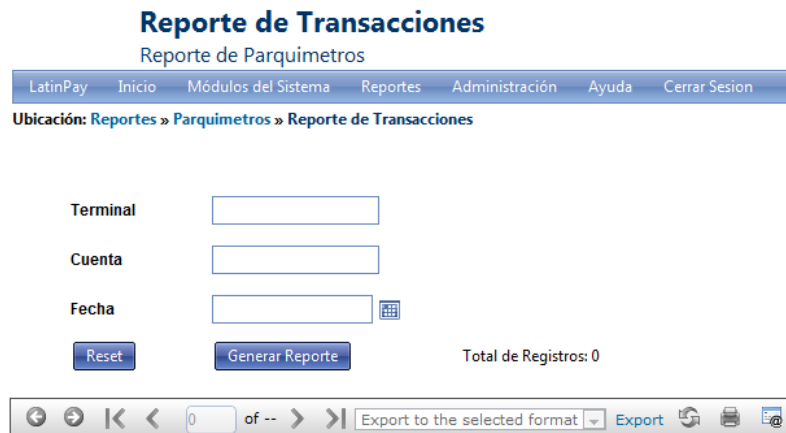 Reporte de Transacciones
Reporte de Parquimetros
LatinPay Inicio Módulos del Sistema Reportes Administración Ayuda Cerrar Sesion
Ubicación: Reportes » Parquimetros » Reporte de Transacciones
Terminal
Cuenta
Fecha
Reset Generar Reporte Total de Registros: 0
0 of -- Export to the selected format Export